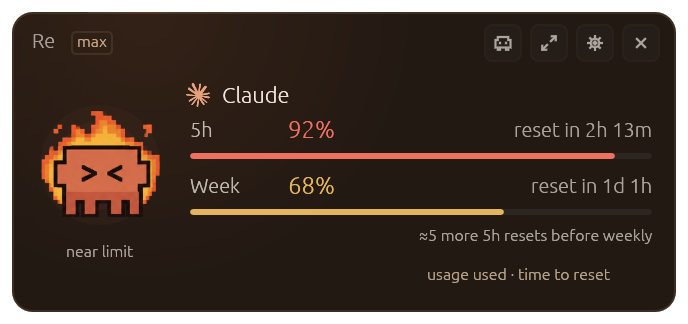 Re max
Claude
5h 92% reset in 2h 13m
Week 68% reset in 1d 1h
≈5 more 5h resets before weekly
near limit
usage used · time to reset